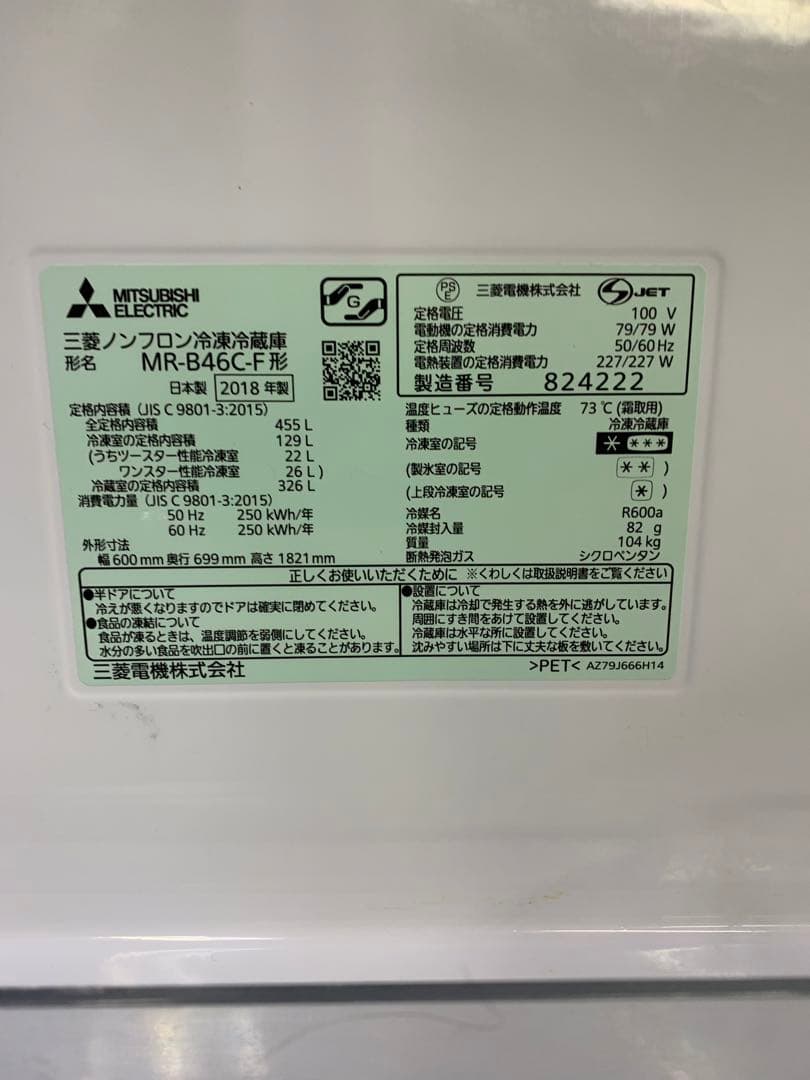 MITSUBISHI
ELECTRIC
G
三菱ノンフロン冷凍冷蔵庫
形名 MR-B46C-F形
日本製 2018 年製
定格内容積 (JIS C 9801-3:2015)
全定格内容積 455 L
冷凍室の定格内容積 129 L
(うちツースター性能冷凍室 22 L
ワンスター性能冷凍室 26 L)
冷蔵室の定格内容積 326 L
消費電力量 (JIS C 9801-3:2015)
50 Hz 250 kWh/年
60 Hz 250 kWh/年
外形寸法
幅 600 mm 奥行 699 mm 高さ 1821 mm
PSE 三菱電機株式会社 S JET
定格電圧 100 V
電動機の定格消費電力 79/79 W
定格周波数 50/60 Hz
電熱装置の定格消費電力 227/227 W
製造番号 824222
温度ヒューズの定格動作温度 73 ℃ (霜取用)
種類 冷凍冷蔵庫
冷凍室の記号 * ***
(製氷室の記号 ** )
(上段冷凍室の記号 * )
冷媒名 R600a
冷媒封入量 82 g
質量 104 kg
断熱発泡ガス シクロペンタン
正しくお使いいただくために ※くわしくは取扱説明書をご覧ください
●半ドアについて
冷えが悪くなりますのでドアは確実に閉めてください。
●食品の凍結について
食品が凍るときは、温度調節を弱側にしてください。
水分の多い食品を吹出口の前に置くと凍ることがあります。
●設置について
冷蔵庫は冷却で発生する熱を外に逃がしています。
周囲にすき間をあけて設置してください。
冷蔵庫は水平な所に設置してください。
沈みやすい場所は下に丈夫な板を敷いてください。
三菱電機株式会社
>PET< AZ79J666H14